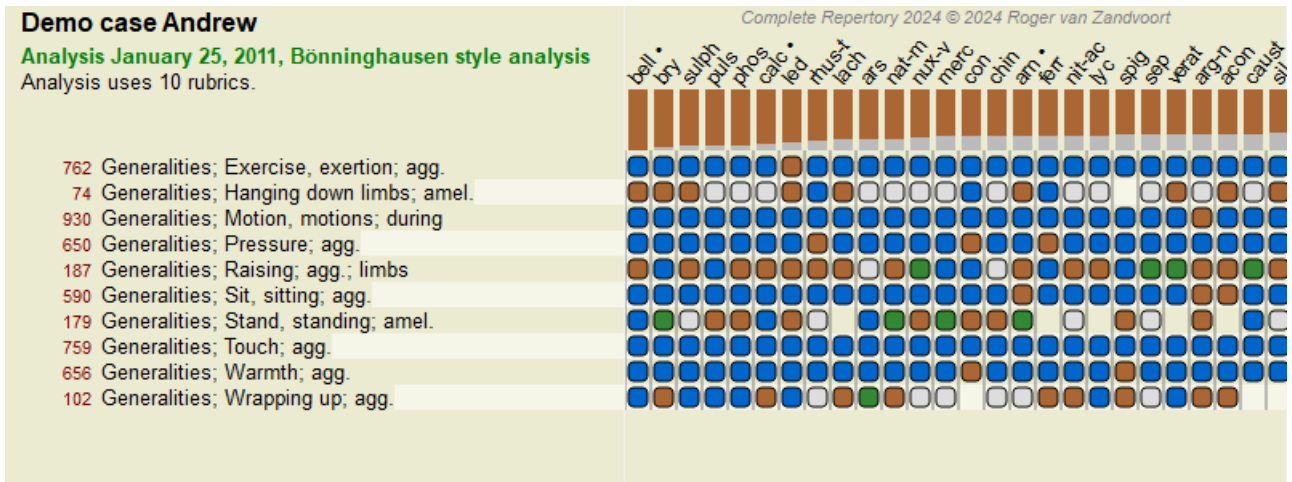 Demo case Andrew
Complete Repertory 2024 © 2024 Roger van Zandvoort
Analysis January 25, 2011, Bönninghausen style analysis
Analysis uses 10 rubrics.
bell • bry sulph puls phos calc • led rhus-t lach ars nat-m nux-v merc con chin arn • ferr nit-ac lyc spig sep verat arg-n acon caust sil
762 Generalities; Exercise, exertion; agg.
74 Generalities; Hanging down limbs; amel.
930 Generalities; Motion, motions; during
650 Generalities; Pressure; agg.
187 Generalities; Raising; agg.; limbs
590 Generalities; Sit, sitting; agg.
179 Generalities; Stand, standing; amel.
759 Generalities; Touch; agg.
656 Generalities; Warmth; agg.
102 Generalities; Wrapping up; agg.